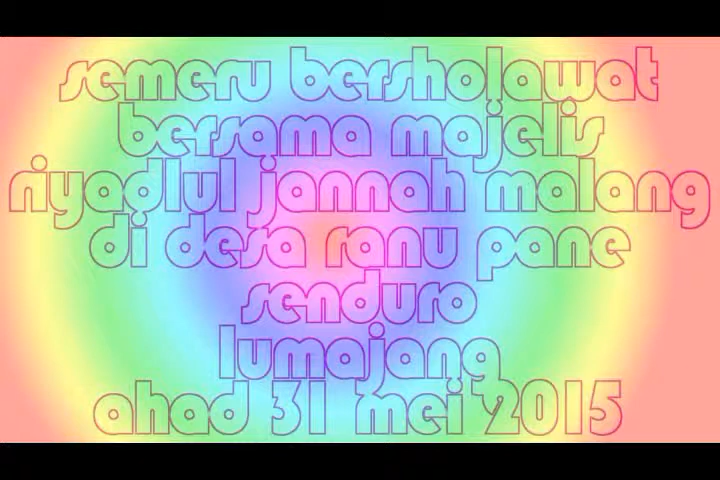 semeru bersholawat
bersama majelis
riyadlul jannah malang
di desa ranu pane
senduro
lumajang
ahad 31 mei 2015